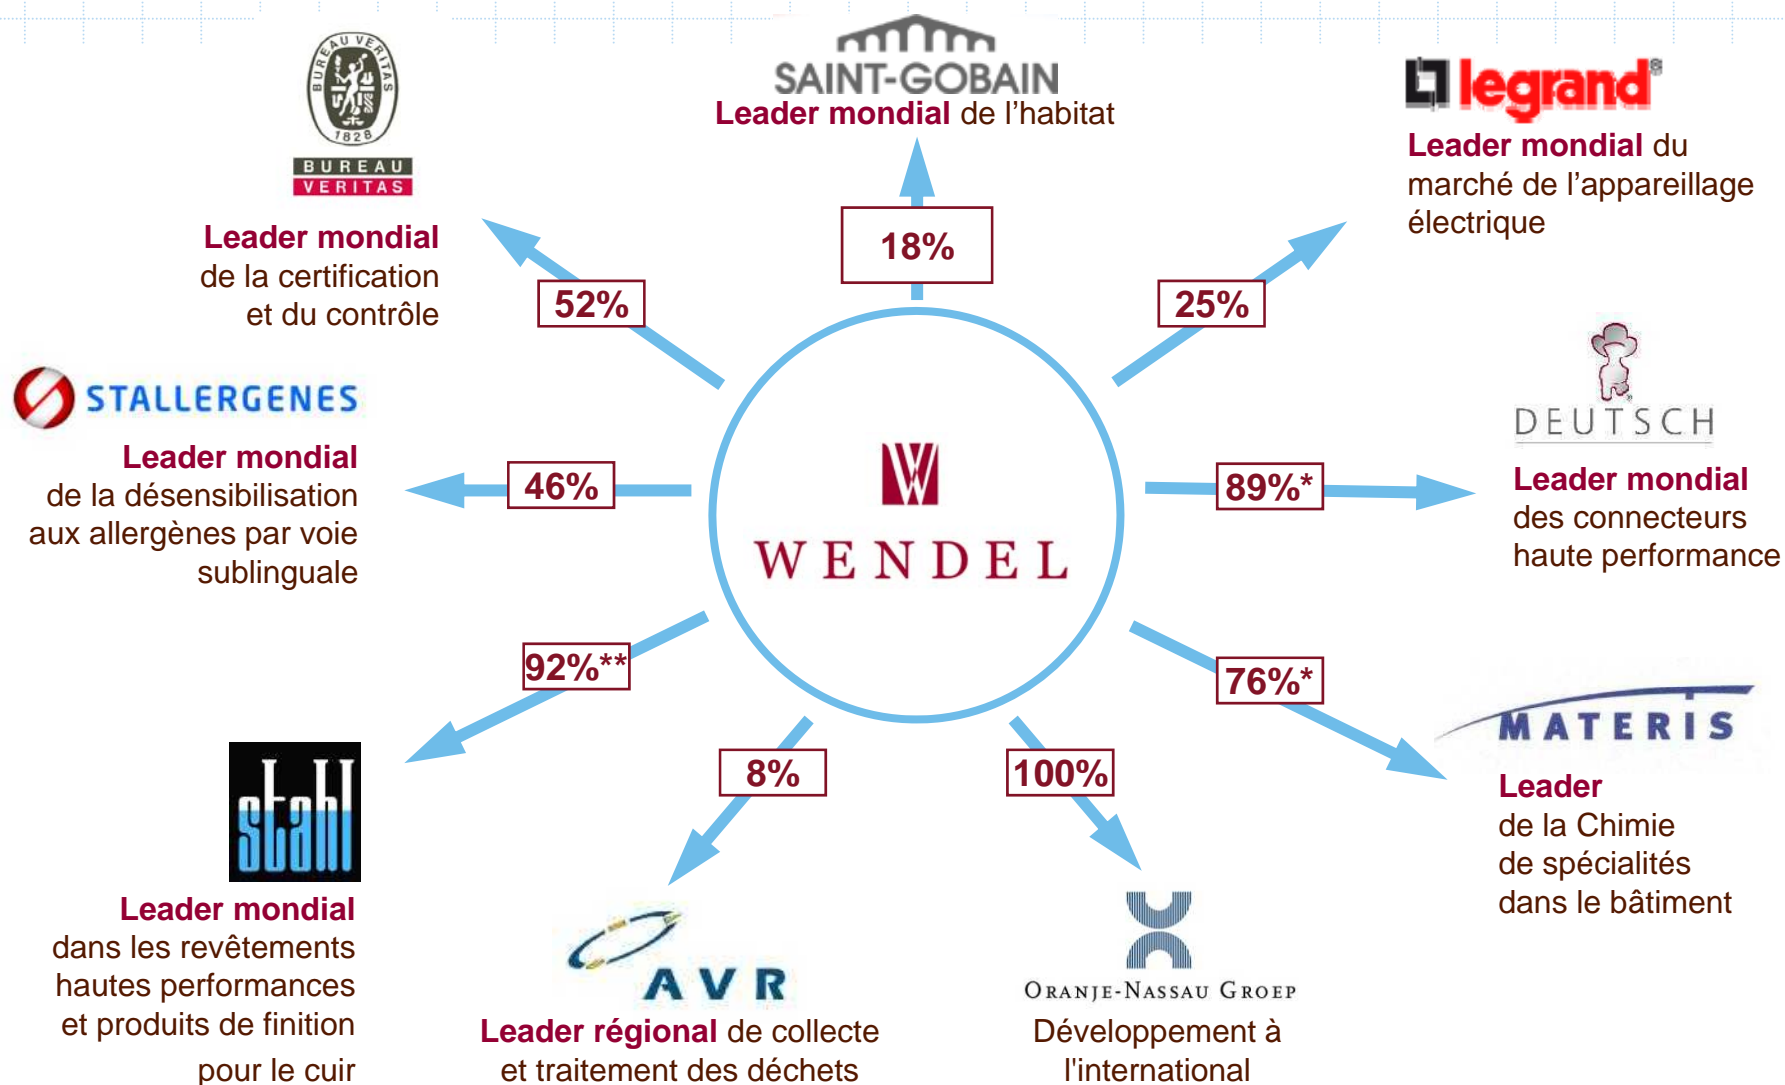 BUREAU VERITAS
1828
BUREAU
VERITAS
Leader mondial
de la certification
et du contrôle
52%
SAINT-GOBAIN
Leader mondial de l’habitat
18%
legrand®
Leader mondial du
marché de l’appareillage
électrique
25%
STALLERGENES
Leader mondial
de la désensibilisation
aux allergènes par voie
sublinguale
46%
WENDEL
DEUTSCH
Leader mondial
des connecteurs
haute performance
89%*
92%**
stahl
Leader mondial
dans les revêtements
hautes performances
et produits de finition
pour le cuir
8%
AVR
Leader régional de collecte
et traitement des déchets
100%
ORANJE-NASSAU GROEP
Développement à
l'international
76%*
MATERIS
Leader
de la Chimie
de spécialités
dans le bâtiment